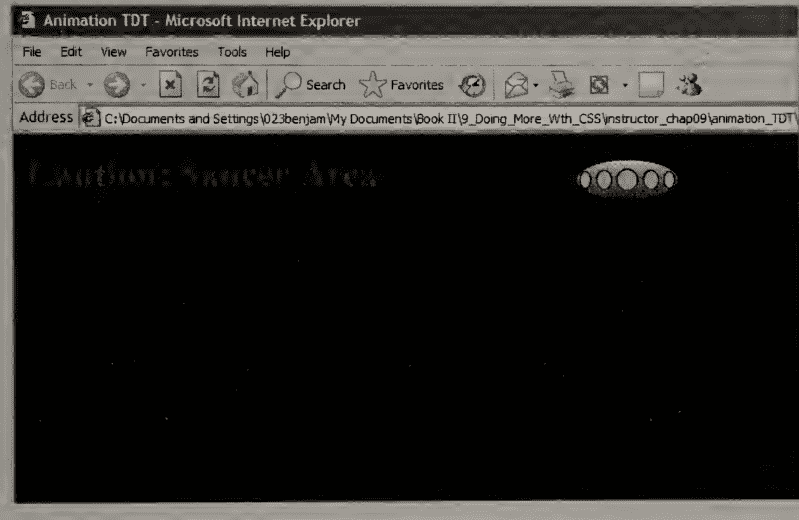 Animation TDT - Microsoft Internet Explorer
File Edit View Favorites Tools Help
Back Search Favorites
Address C:\Documents and Settings\023benjam\My Documents\Book II\9_Doing_More_Wth_CSS\instructor_chap09\animation_TDT\
Caution: Saucer Area